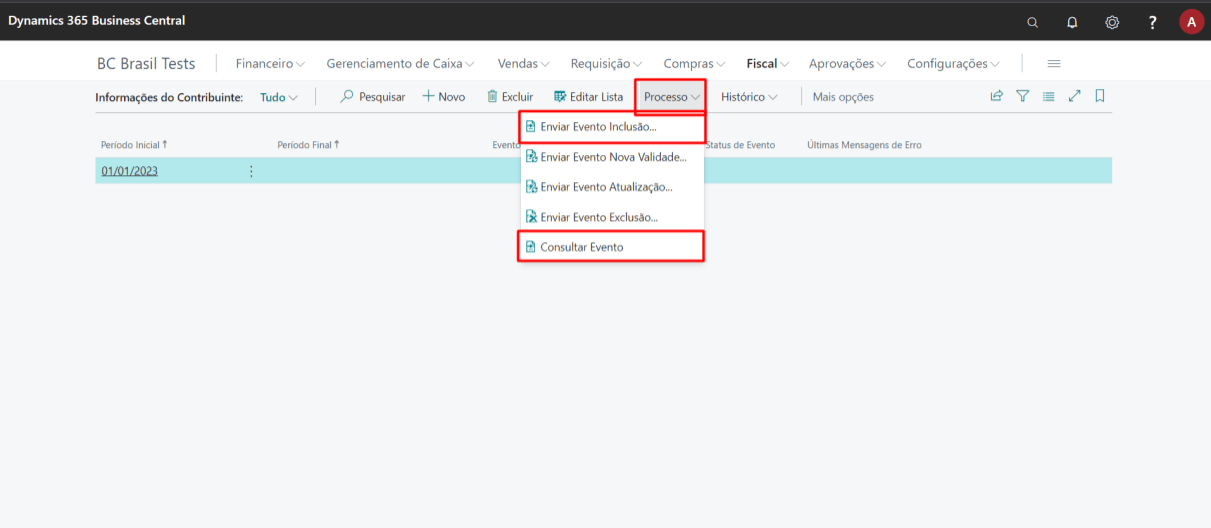 Dynamics 365 Business Central
? A
BC Brasil Tests Financeiro Gerenciamento de Caixa Vendas Requisição Compras Fiscal Aprovações Configurações
Informações do Contribuinte: Tudo Pesquisar Novo Excluir Editar Lista Processo Histórico Mais opções
Enviar Evento Inclusão...
Período Inicial ↑ Período Final ↑ Evento Status de Evento Últimas Mensagens de Erro
Enviar Evento Nova Validade...
01/01/2023
Enviar Evento Atualização...
Enviar Evento Exclusão...
Consultar Evento